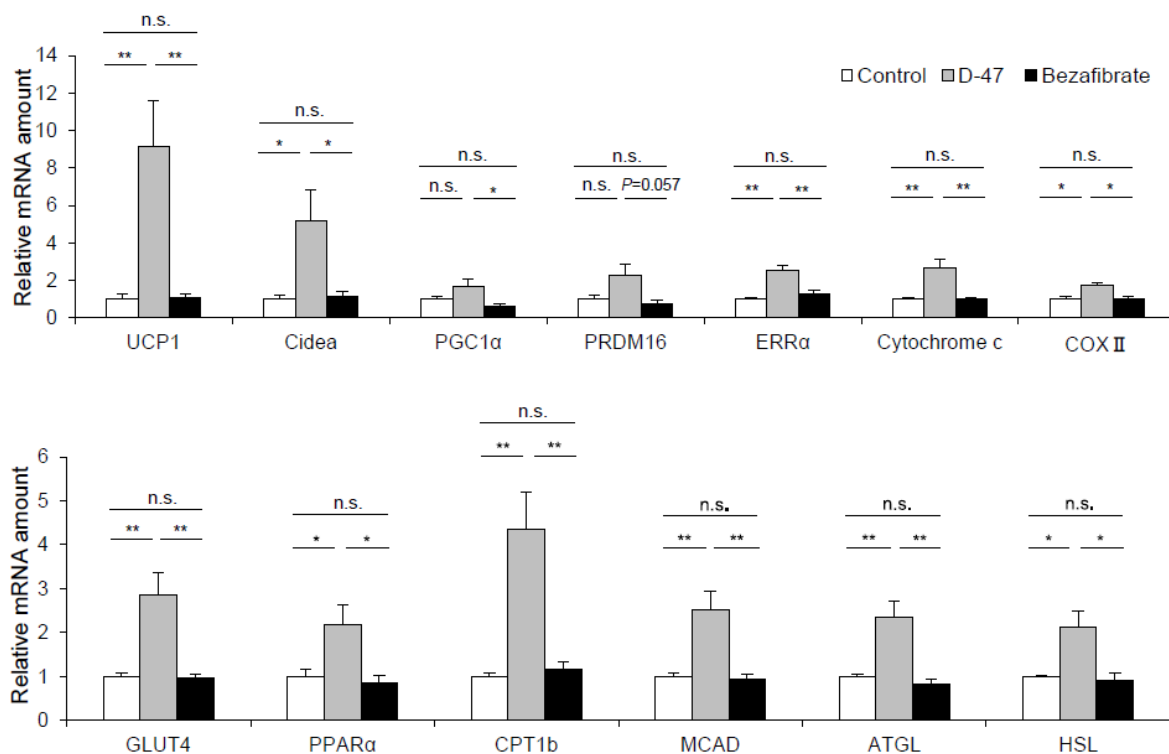 n.s.
** **
14
12
10
8
6
4
2
0
Relative mRNA amount
Control D-47 Bezafibrate
n.s.
* *
n.s.
n.s. *
n.s.
n.s. P=0.057
n.s.
** **
n.s.
** **
n.s.
* *
UCP1 Cidea PGC1α PRDM16 ERRα Cytochrome c COXⅡ
6
5
4
3
2
1
0
Relative mRNA amount
n.s.
** **
n.s.
* *
n.s.
** **
n.s.
** **
n.s.
** **
n.s.
* *
GLUT4 PPARα CPT1b MCAD ATGL HSL